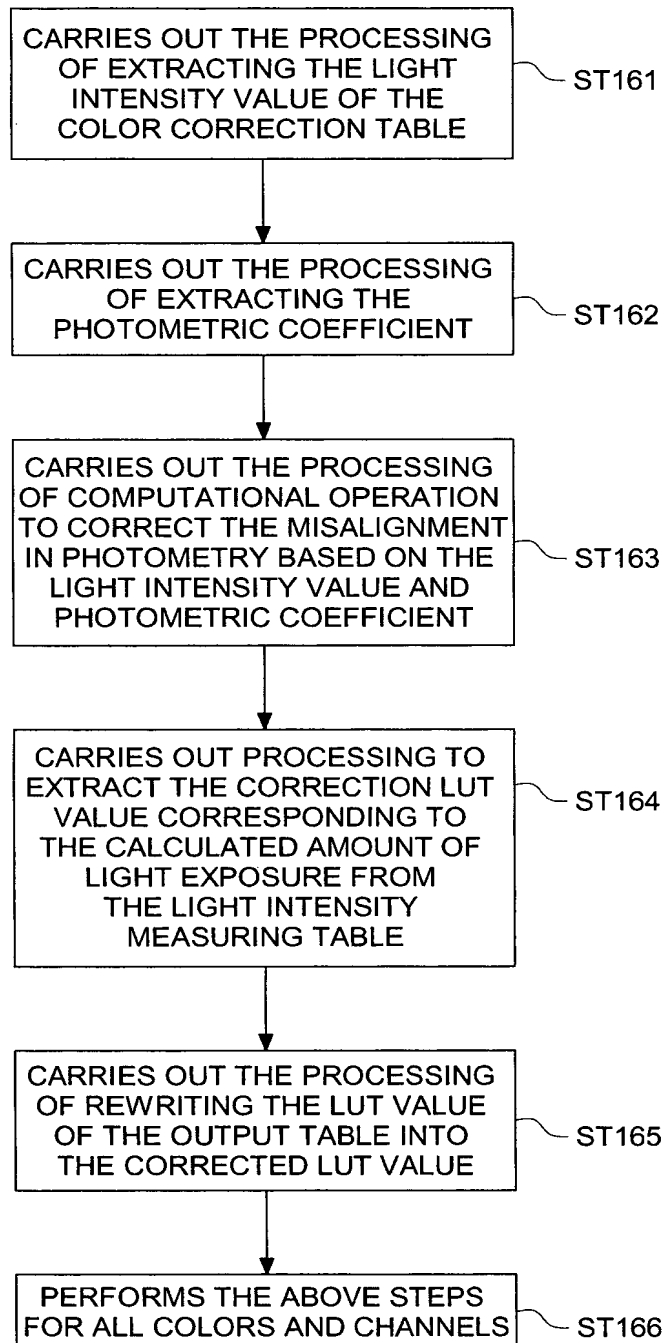 CARRIES OUT THE PROCESSING
OF EXTRACTING THE LIGHT
INTENSITY VALUE OF THE
COLOR CORRECTION TABLE
ST161
CARRIES OUT THE PROCESSING
OF EXTRACTING THE
PHOTOMETRIC COEFFICIENT
ST162
CARRIES OUT THE PROCESSING
OF COMPUTATIONAL OPERATION
TO CORRECT THE MISALIGNMENT
IN PHOTOMETRY BASED ON THE
LIGHT INTENSITY VALUE AND
PHOTOMETRIC COEFFICIENT
ST163
CARRIES OUT PROCESSING TO
EXTRACT THE CORRECTION LUT
VALUE CORRESPONDING TO
THE CALCULATED AMOUNT OF
LIGHT EXPOSURE FROM
THE LIGHT INTENSITY
MEASURING TABLE
ST164
CARRIES OUT THE PROCESSING
OF REWRITING THE LUT VALUE
OF THE OUTPUT TABLE INTO
THE CORRECTED LUT VALUE
ST165
PERFORMS THE ABOVE STEPS
FOR ALL COLORS AND CHANNELS
ST166